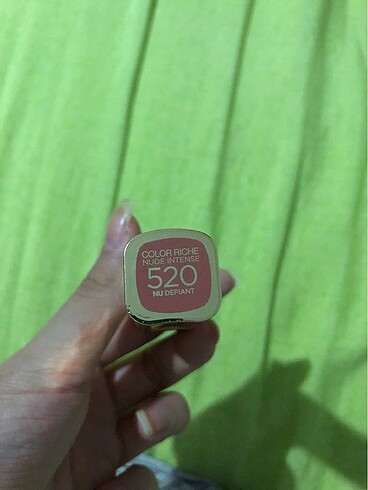 COLOR RICHE
NUDE INTENSE
520
NU DEFIANT